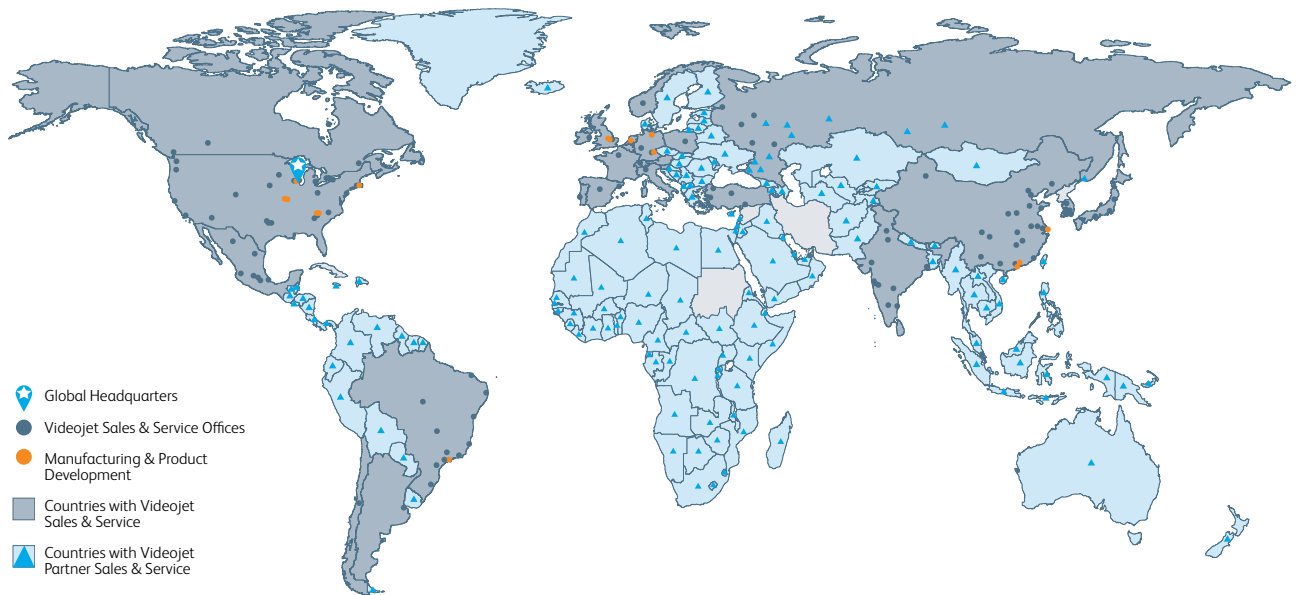 Global Headquarters
Videojet Sales & Service Offices
Manufacturing & Product
Development
Countries with Videojet
Sales & Service
Countries with Videojet
Partner Sales & Service